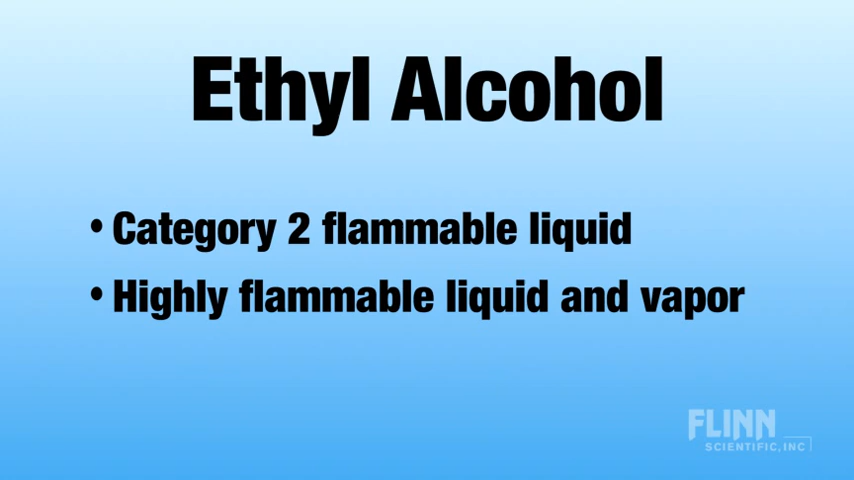 Ethyl Alcohol
• Category 2 flammable liquid
• Highly flammable liquid and vapor
FLINN
SCIENTIFIC, INC